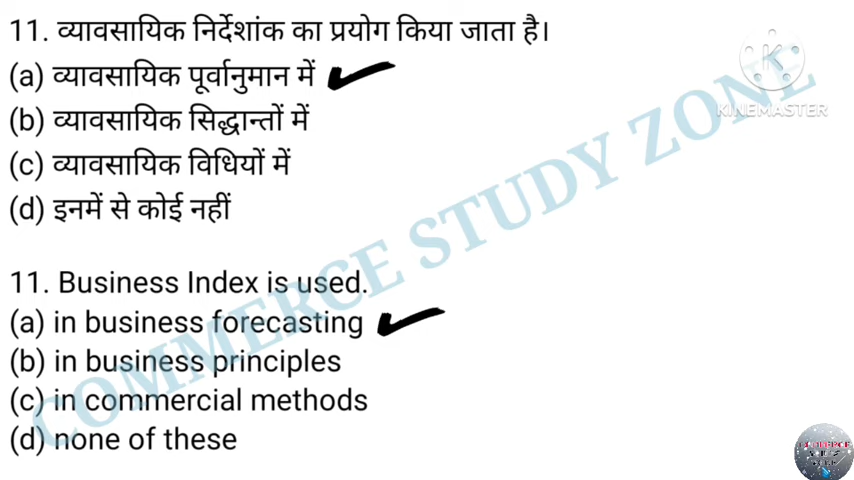 11. व्यावसायिक निर्देशांक का प्रयोग किया जाता है।
(a) व्यावसायिक पूर्वानुमान में
(b) व्यावसायिक सिद्धान्तों में
(c) व्यावसायिक विधियों में
(d) इनमें से कोई नहीं
KINEMASTER
COMMERCE STUDY ZONE
11. Business Index is used.
(a) in business forecasting
(b) in business principles
(c) in commercial methods
(d) none of these